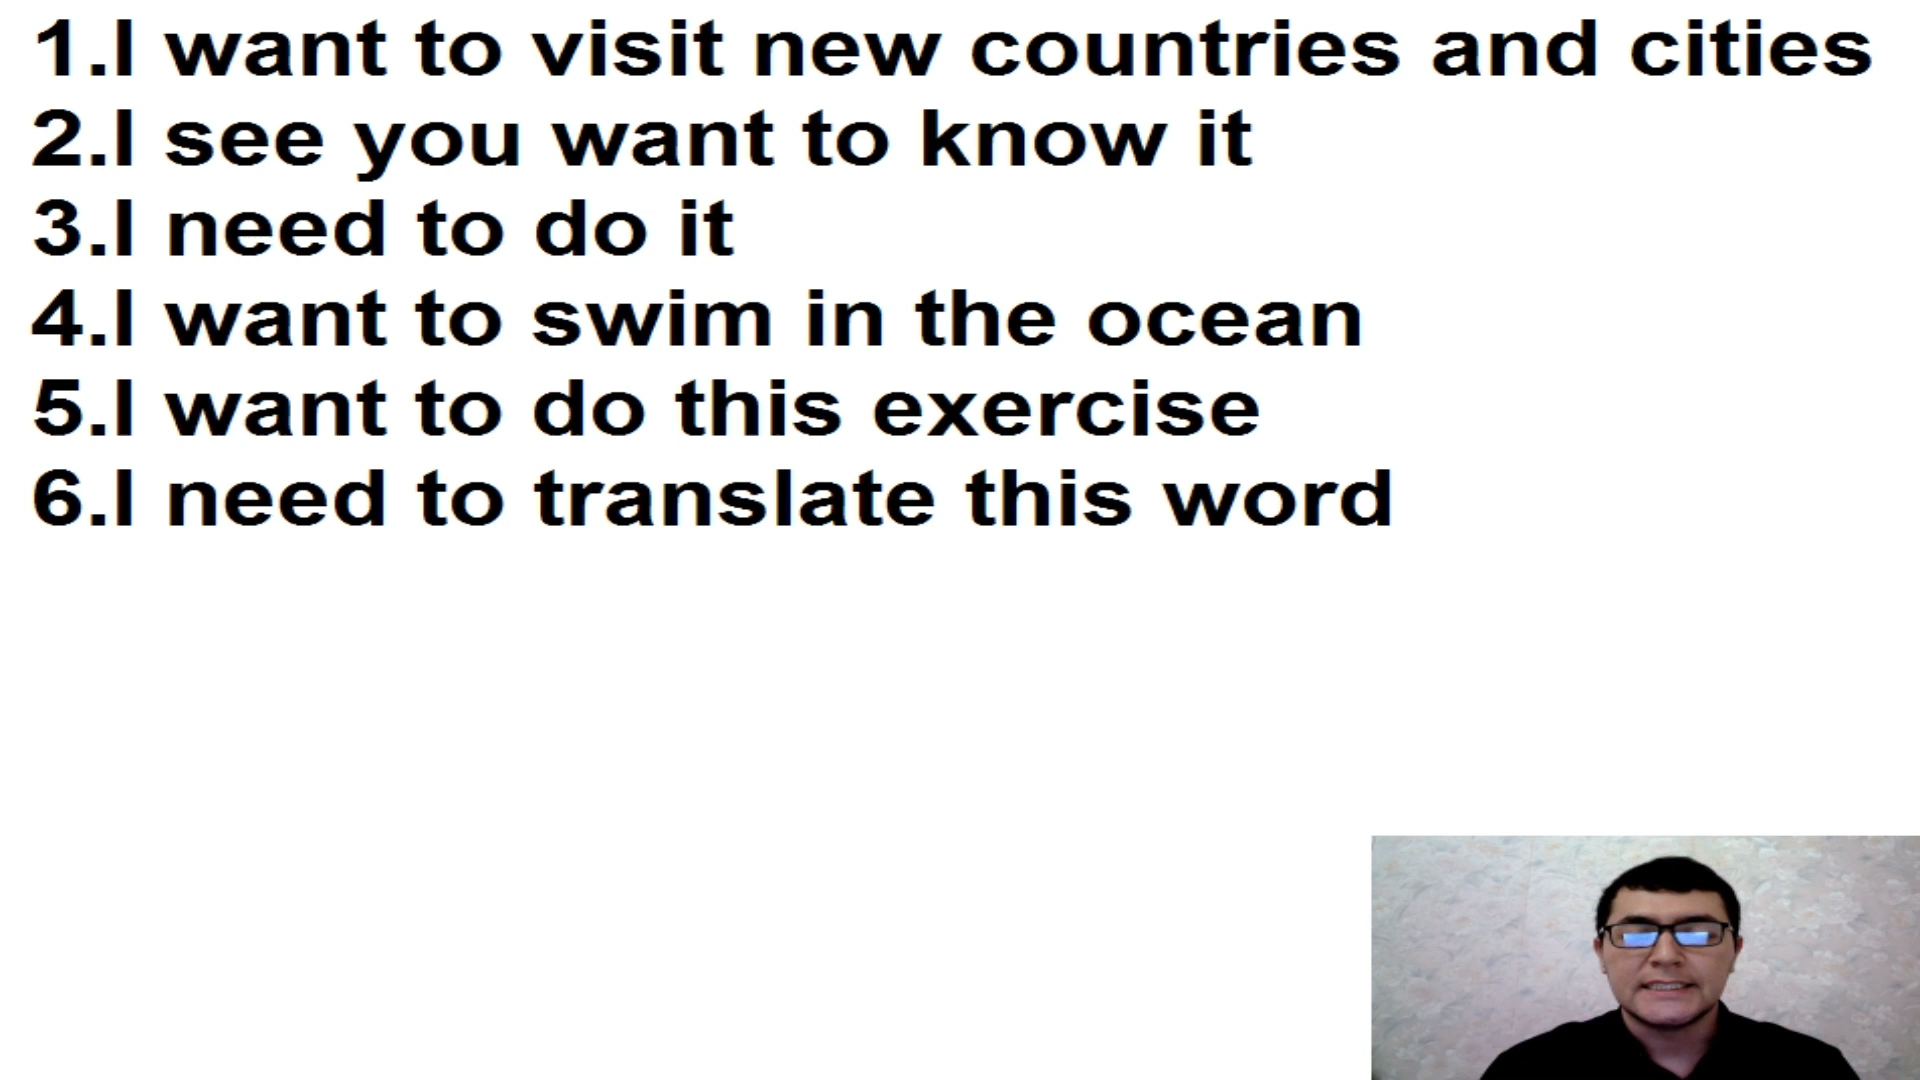 1.I want to visit new countries and cities
2.I see you want to know it
3.I need to do it
4.I want to swim in the ocean
5.I want to do this exercise
6.I need to translate this word